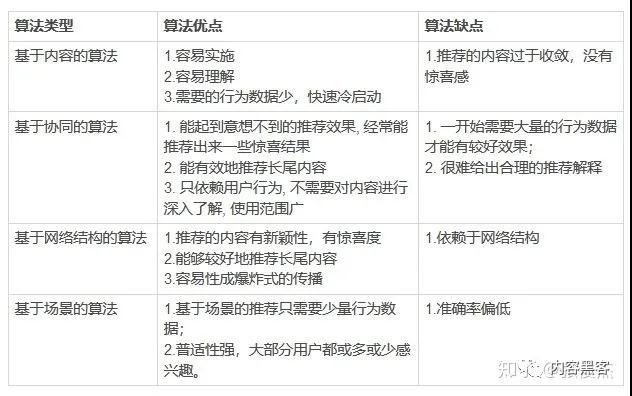 算法类型 算法优点 算法缺点
基于内容的算法 1.容易实施 1.推荐的内容过于收敛，没有
2.容易理解 惊喜感
3.需要的行为数据少，快速冷启动
基于协同的算法 1. 能起到意想不到的推荐效果, 经常能 1. 一开始需要大量的行为数据
推荐出来一些惊喜结果 才能有较好效果；
2. 能有效地推荐长尾内容 2. 很难给出合理的推荐解释
3. 只依赖用户行为, 不需要对内容进行
深入了解, 使用范围广
基于网络结构的算法 1.推荐的内容有新颖性，有惊喜度 1.依赖于网络结构
2.能够较好地推荐长尾内容
3.容易性成爆炸式的传播
基于场景的算法 1.基于场景的推荐只需要少量行为数 1.准确率偏低
据；
2.普适性强，大部分用户都或多或少感
兴趣。
内容黑客